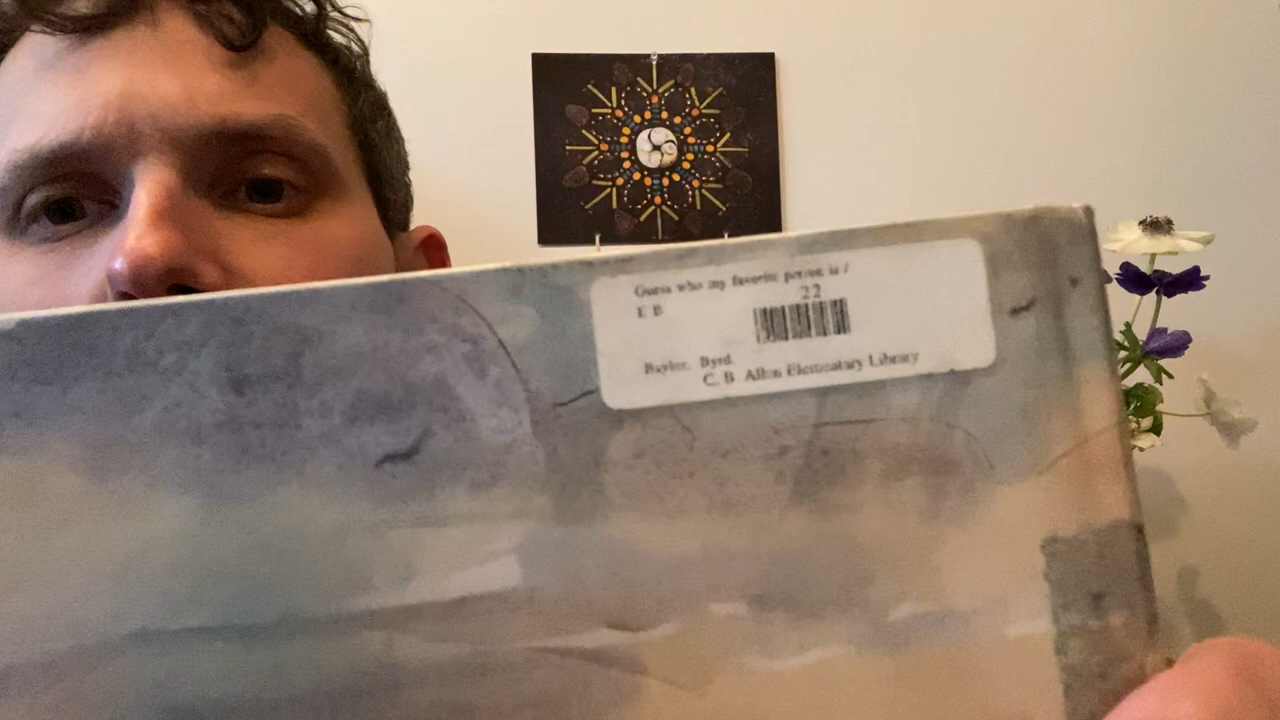 Guess who my favorite person is /
22
E B
Baylor, Byrd.
C. B Allen Elementary Library